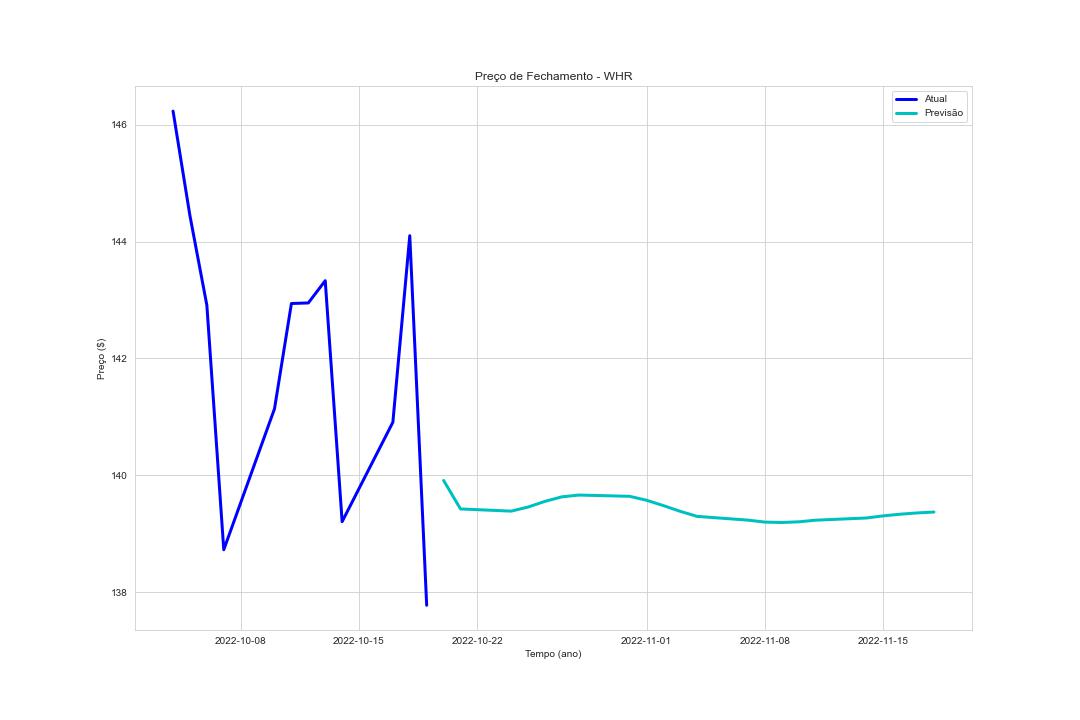 Preço de Fechamento - WHR
Atual
Previsão
146
144
142
140
138
Preço ($)
2022-10-08
2022-10-15
2022-10-22
2022-11-01
2022-11-08
2022-11-15
Tempo (ano)